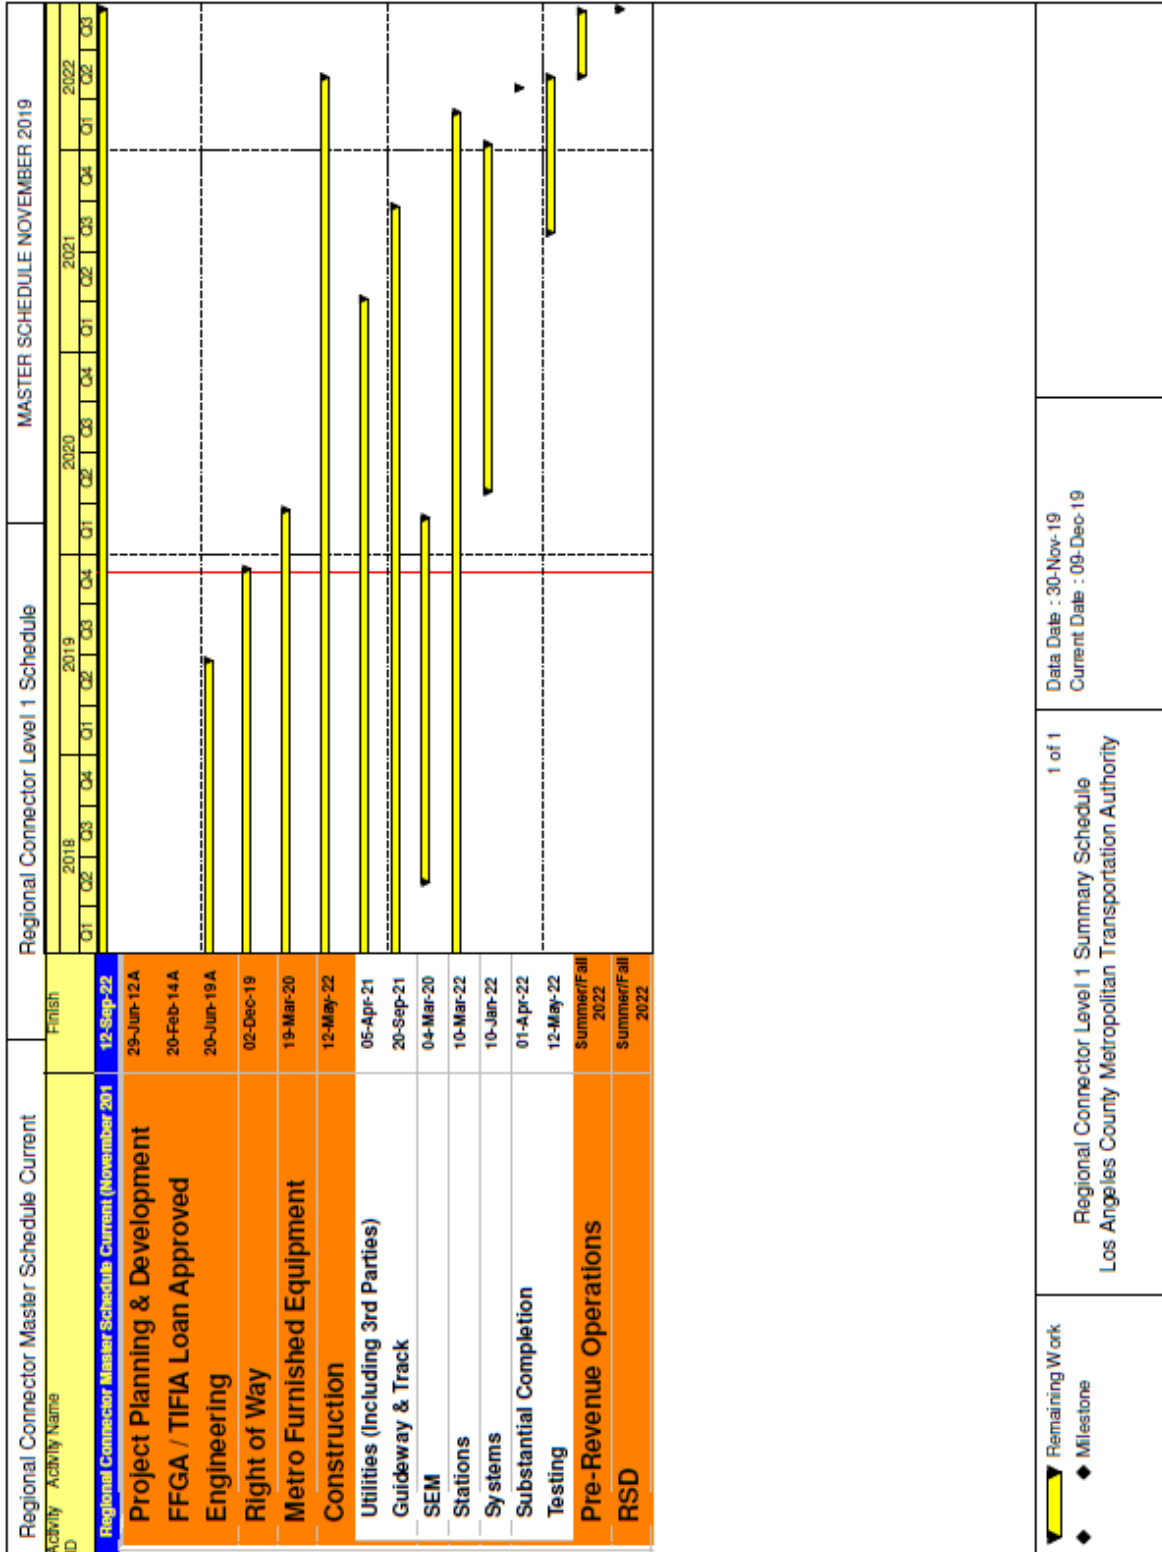 Regional Connector Master Schedule Current
Regional Connector Level 1 Schedule
MASTER SCHEDULE NOVEMBER 2019
Activity ID
Activity Name
Finish
2018
2019
2020
2021
2022
Q1 Q2 Q3 Q4 Q1 Q2 Q3 Q4 Q1 Q2 Q3 Q4 Q1 Q2 Q3 Q4 Q1 Q2 Q3
Regional Connector Master Schedule Current (November 201 12-Sep-22
Project Planning & Development 29-Jun-12 A
FFGA / TIFIA Loan Approved 20-Feb-14 A
Engineering 20-Jun-19 A
Right of Way 02-Dec-19
Metro Furnished Equipment 19-Mar-20
Construction 12-May-22
Utilities (Including 3rd Parties) 05-Apr-21
Guideway & Track 20-Sep-21
SEM 04-Mar-20
Stations 10-Mar-22
Systems 10-Jan-22
Substantial Completion 01-Apr-22
Testing 12-May-22
Pre-Revenue Operations Summer/Fall
2022
RSD Summer/Fall
2022
Remaining Work
Milestone
1 of 1
Regional Connector Level 1 Summary Schedule
Los Angeles County Metropolitan Transportation Authority
Data Date : 30-Nov-19
Current Date : 09-Dec-19